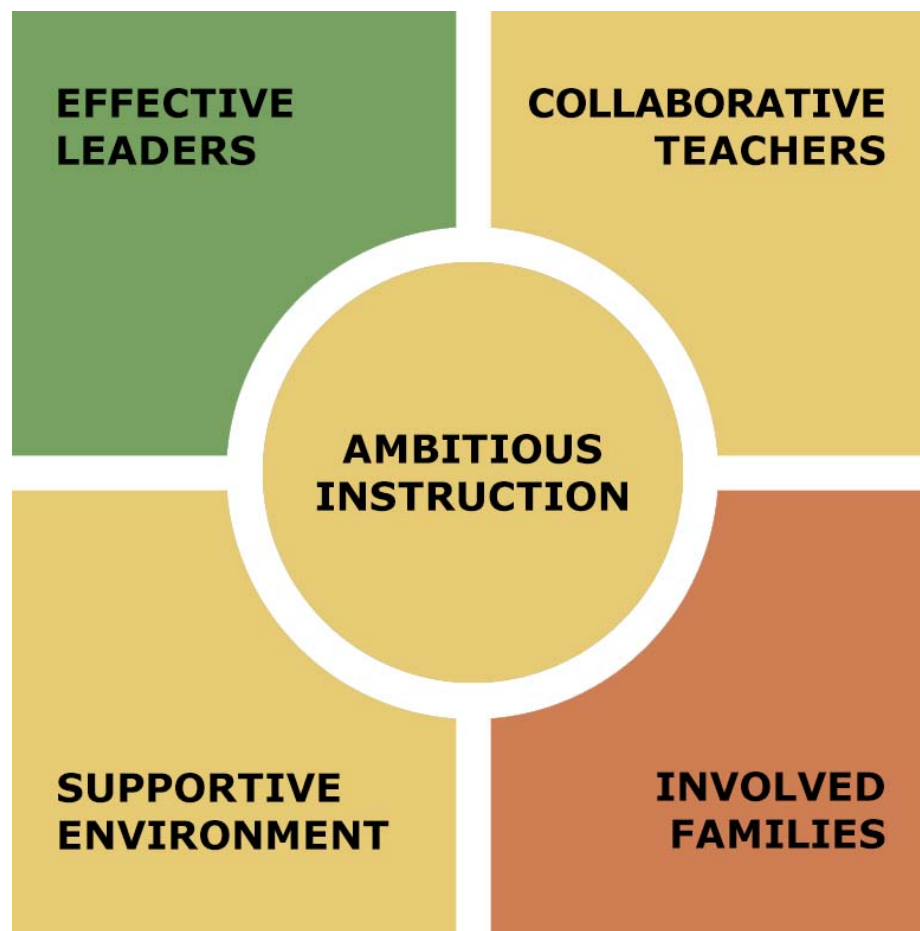 EFFECTIVE
LEADERS
COLLABORATIVE
TEACHERS
AMBITIOUS
INSTRUCTION
SUPPORTIVE
ENVIRONMENT
INVOLVED
FAMILIES